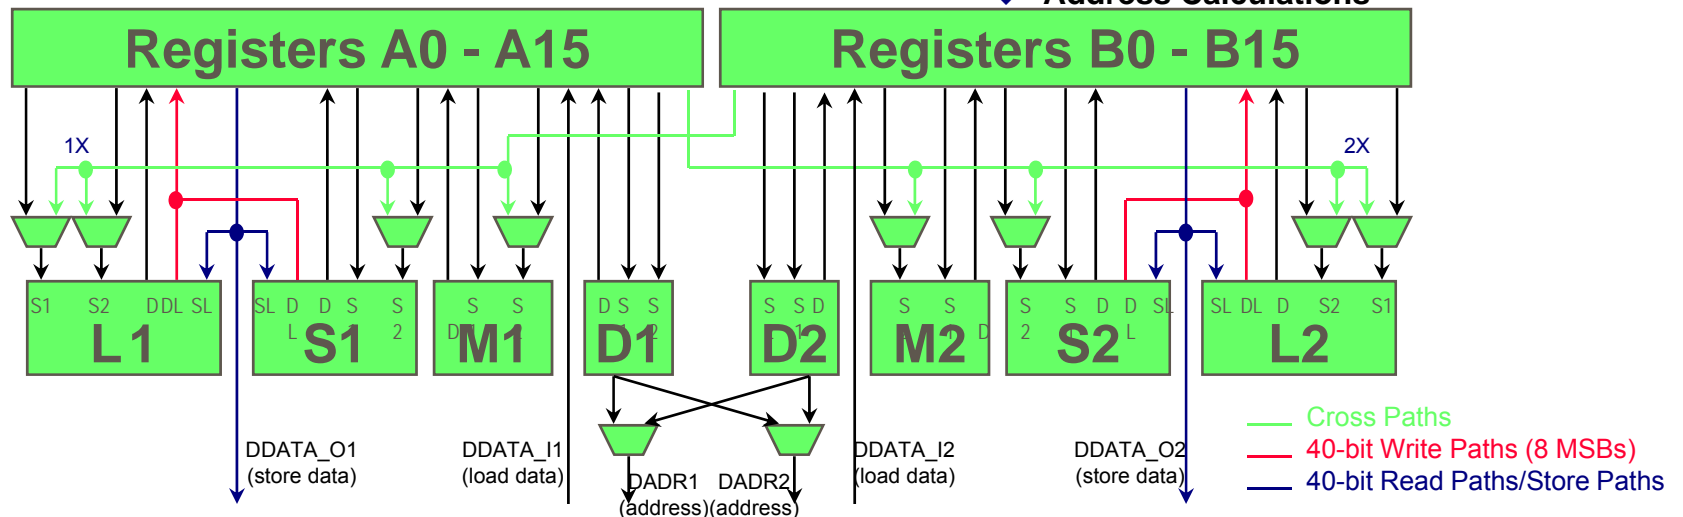 Address Calculations
Registers A0 - A15
Registers B0 - B15
1X
2X
S1 S2 D DL SL
SL D D S S
L 2
S S
D
D S S
2
S S D
1
S S
D
S S D D SL
2 L
SL DL D S2 S1
L1 S1 M1 D1 D2 M2 S2 L2
DDATA_O1
(store data)
DDATA_I1
(load data)
DADR1
(address)
DADR2
(address)
DDATA_I2
(load data)
DDATA_O2
(store data)
Cross Paths
40-bit Write Paths (8 MSBs)
40-bit Read Paths/Store Paths